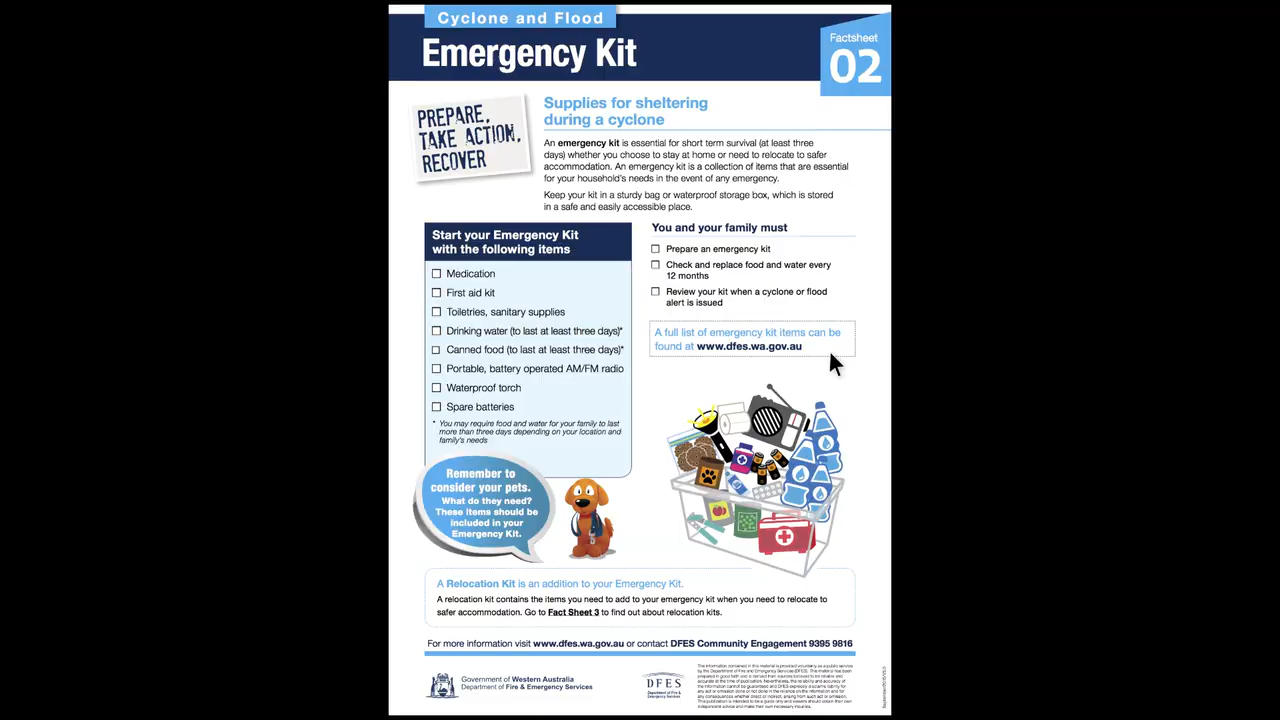 Cyclone and Flood
Emergency Kit
Factsheet
02
PREPARE,
TAKE ACTION,
RECOVER
Supplies for sheltering
during a cyclone
An emergency kit is essential for short term survival (at least three
days) whether you choose to stay at home or need to relocate to safer
accommodation. An emergency kit is a collection of items that are essential
for your household's needs in the event of any emergency.
Keep your kit in a sturdy bag or waterproof storage box, which is stored
in a safe and easily accessible place.
Start your Emergency Kit
with the following items
Medication
First aid kit
Toiletries, sanitary supplies
Drinking water (to last at least three days)*
Canned food (to last at least three days)*
Portable, battery operated AM/FM radio
Waterproof torch
Spare batteries
* You may require food and water for your family to last
more than three days depending on your location and
family's needs
You and your family must
Prepare an emergency kit
Check and replace food and water every
12 months
Review your kit when a cyclone or flood
alert is issued
A full list of emergency kit items can be
found at www.dfes.wa.gov.au
Remember to
consider your pets.
What do they need?
These items should be
included in your
Emergency Kit.
A Relocation Kit is an addition to your Emergency Kit.
A relocation kit contains the items you need to add to your emergency kit when you need to relocate to
safer accommodation. Go to Fact Sheet 3 to find out about relocation kits.
For more information visit www.dfes.wa.gov.au or contact DFES Community Engagement 9395 9816
Government of Western Australia
Department of Fire & Emergency Services
DFES
Department of Fire &
Emergency Services